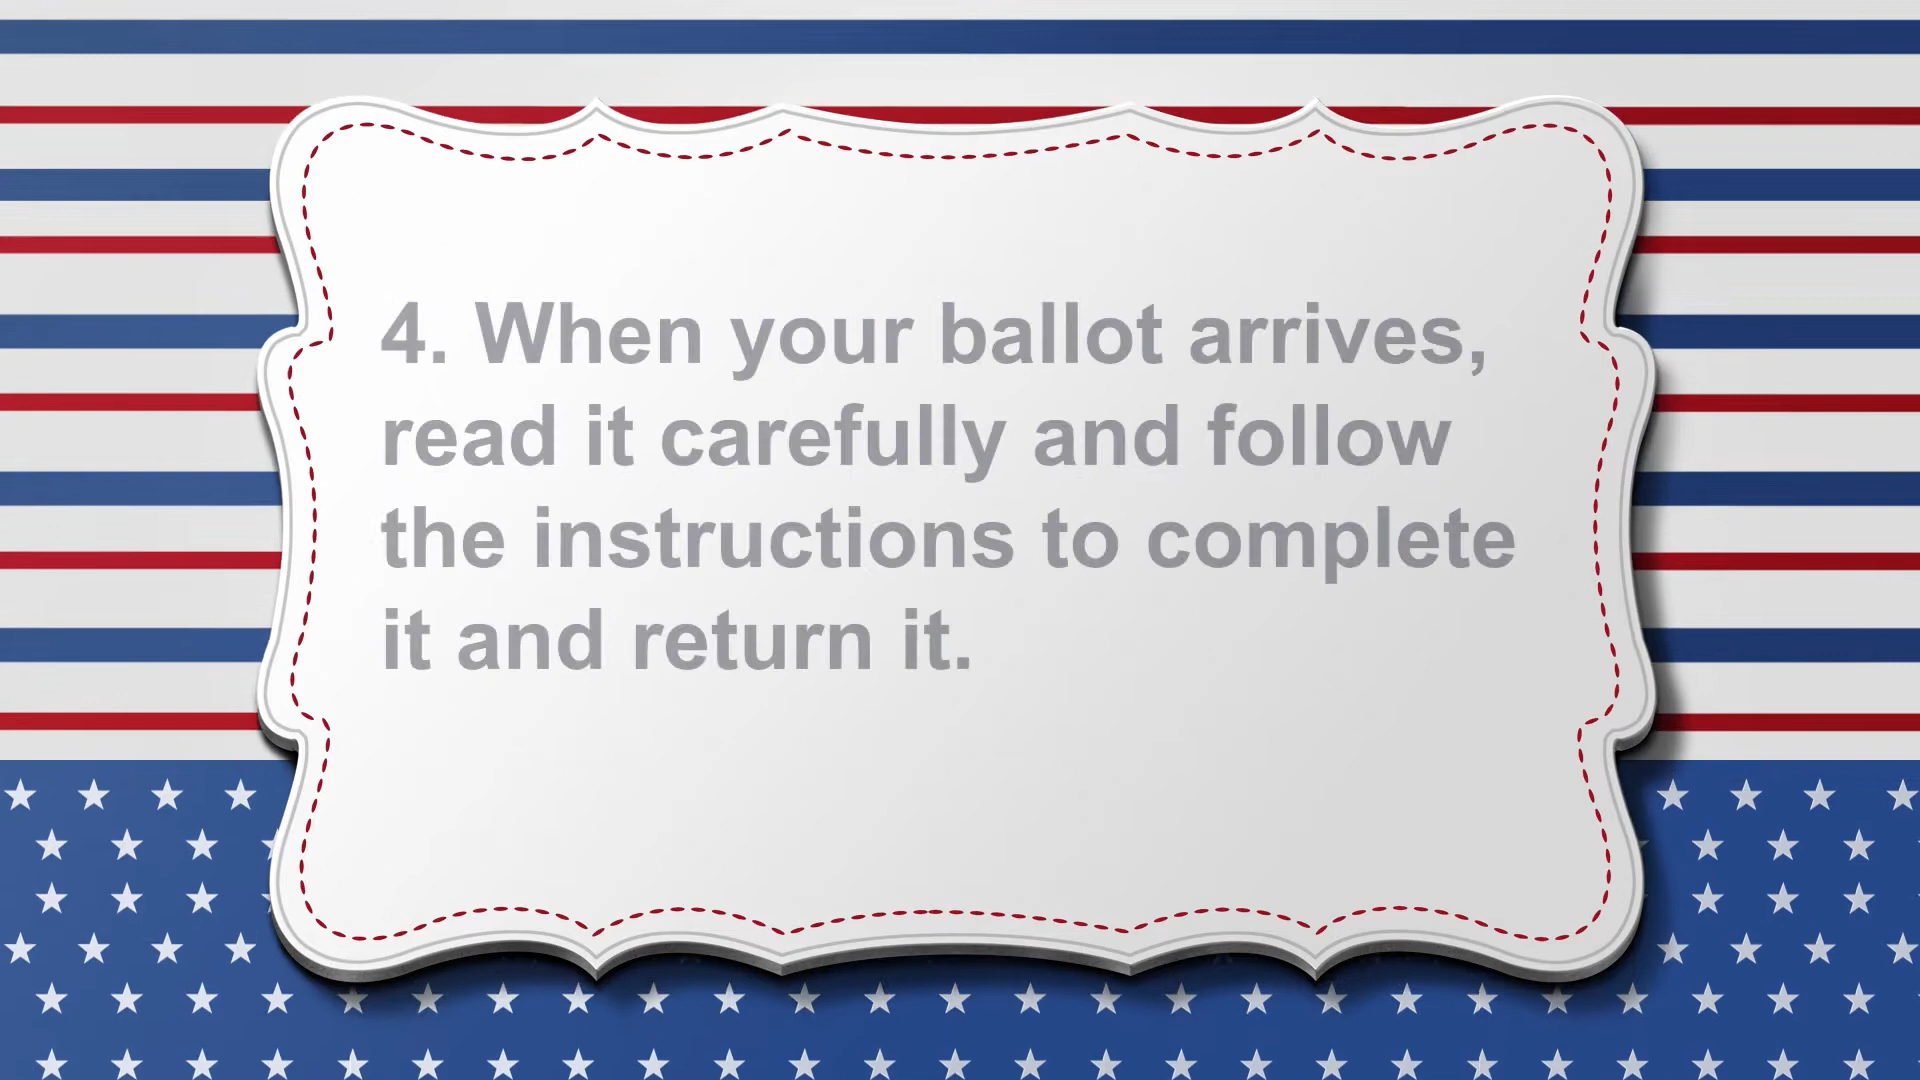 4. When your ballot arrives,
read it carefully and follow
the instructions to complete
it and return it.